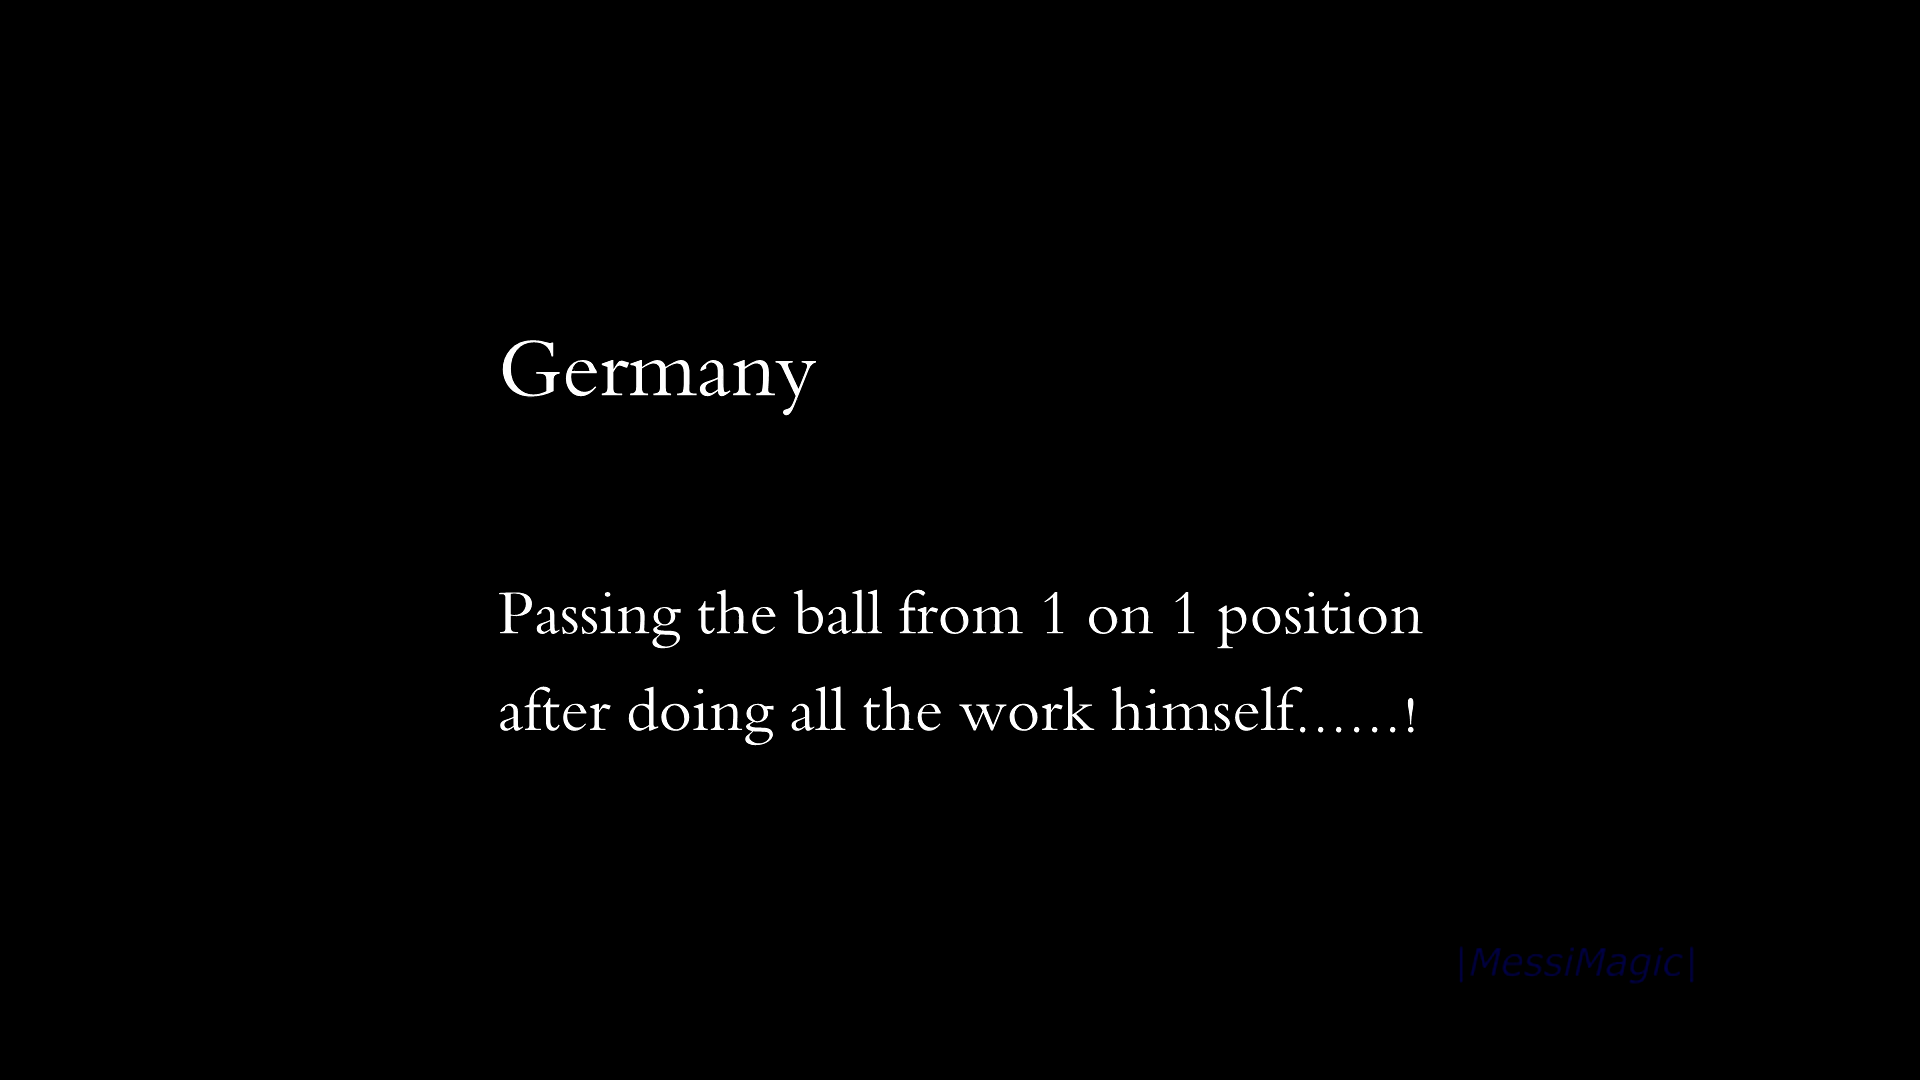 Germany
Passing the ball from 1 on 1 position
after doing all the work himself......!
|MessiMagic|